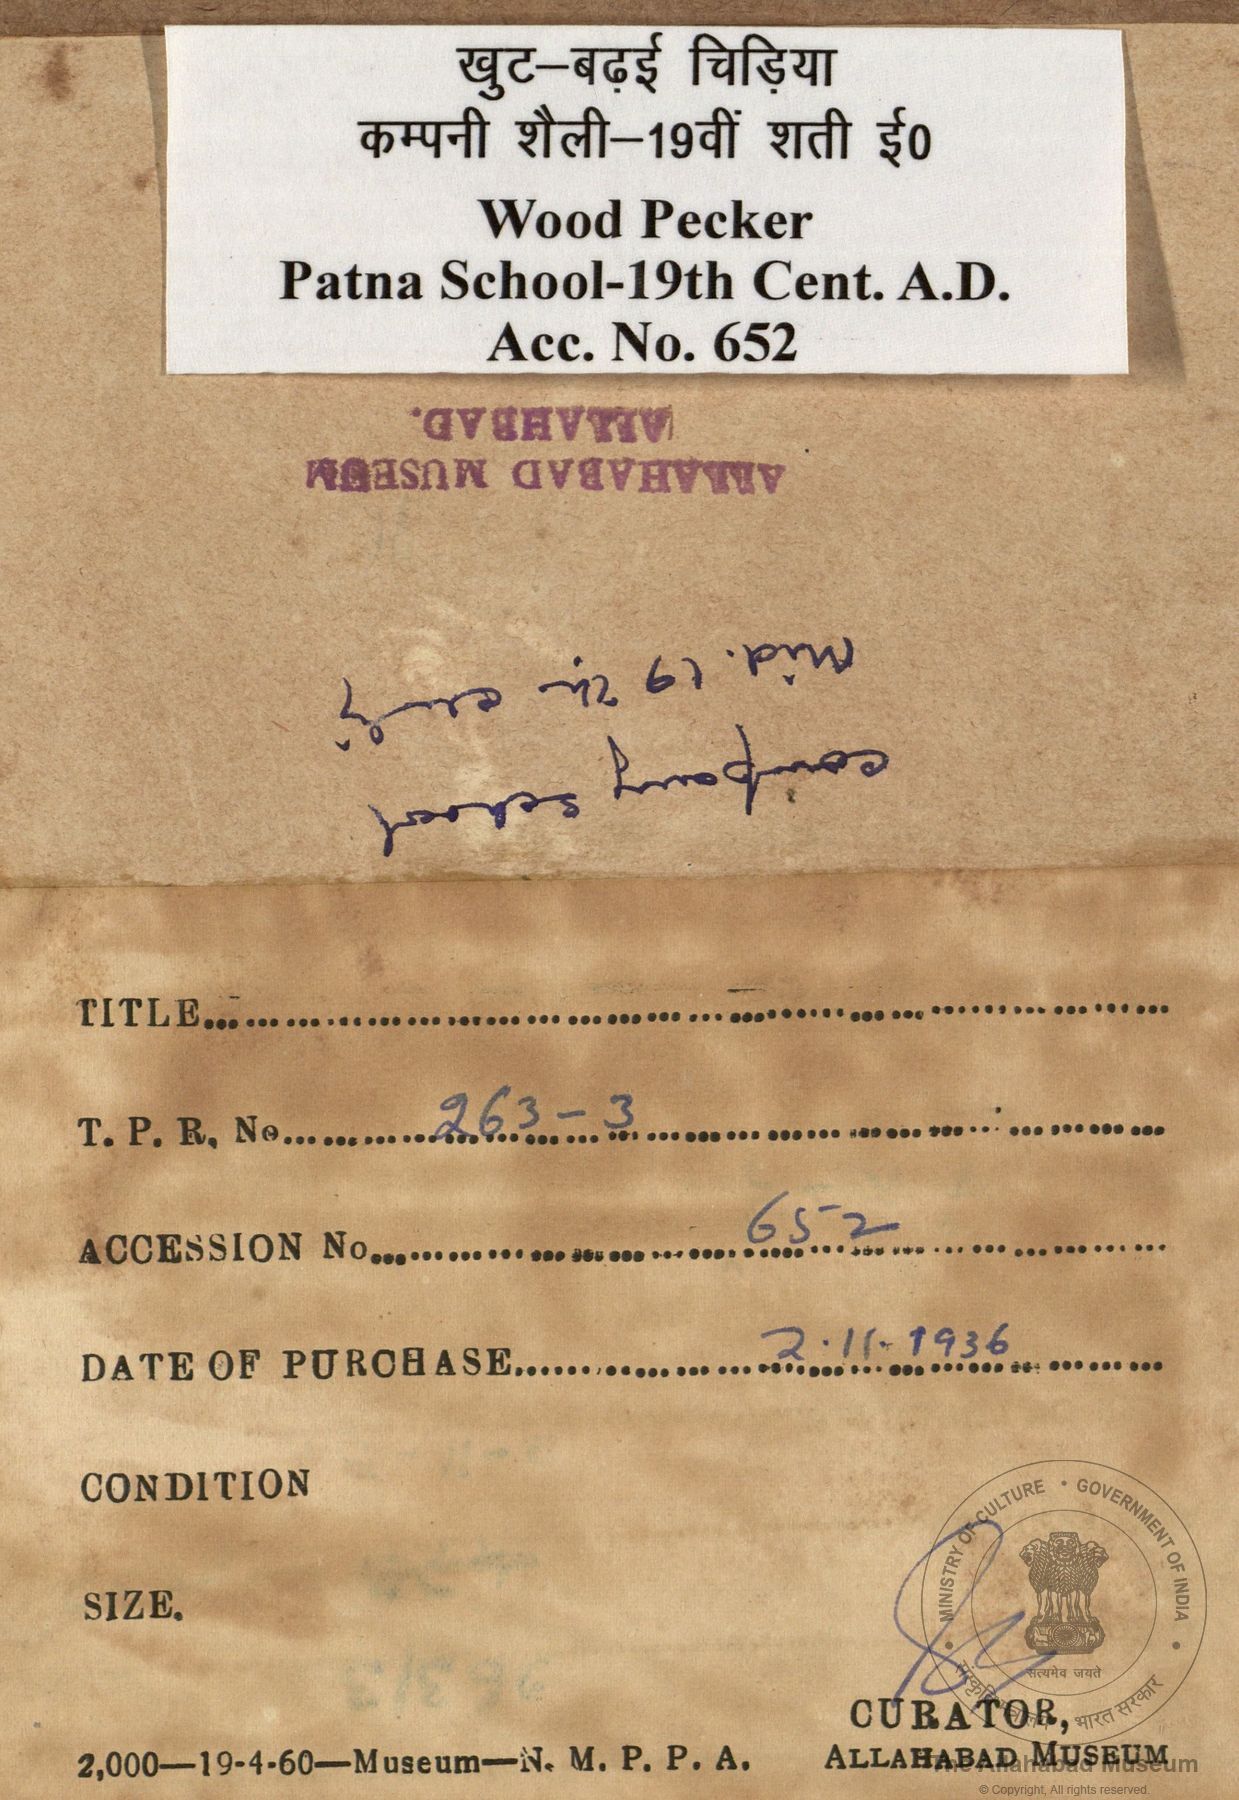 खुट–बढ़ई चिड़िया
कम्पनी शैली–19वीं शती ई0
Wood Pecker
Patna School-19th Cent. A.D.
Acc. No. 652
ALLAHABAD MUSEUM
ALLAHBAD.
Company School
Mid. 19 th. cent.
TITLE
T. P. R. No. 263-3
ACCESSION No. 652
DATE OF PURCHASE 2.11.1936
CONDITION
SIZE.
CURATOR,
ALLAHABAD MUSEUM
2,000—19-4-60—Museum—N. M. P. P. A.
MINISTRY OF CULTURE • GOVERNMENT OF INDIA
सत्यमेव जयते
भारत सरकार
The Allahabad Museum
© Copyright, All rights reserved.